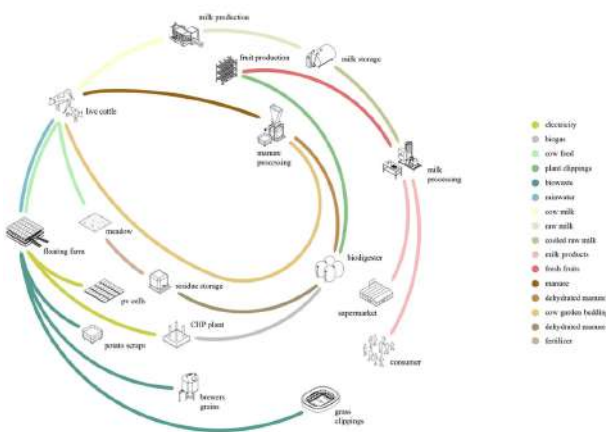 milk production
fruit production
milk storage
live cattle
manure
processing
milk
processing
meadow
floating farm
residue storage
biodigester
pv cells
CHP plant
supermarket
potato scraps
consumer
brewers
grains
grass
clippings
electricity
biogas
cow feed
plant clippings
biowaste
rainwater
cow milk
raw milk
cooled raw milk
milk products
fresh fruits
manure
dehydrated manure
cow garden bedding
dehydrated manure
fertilizer